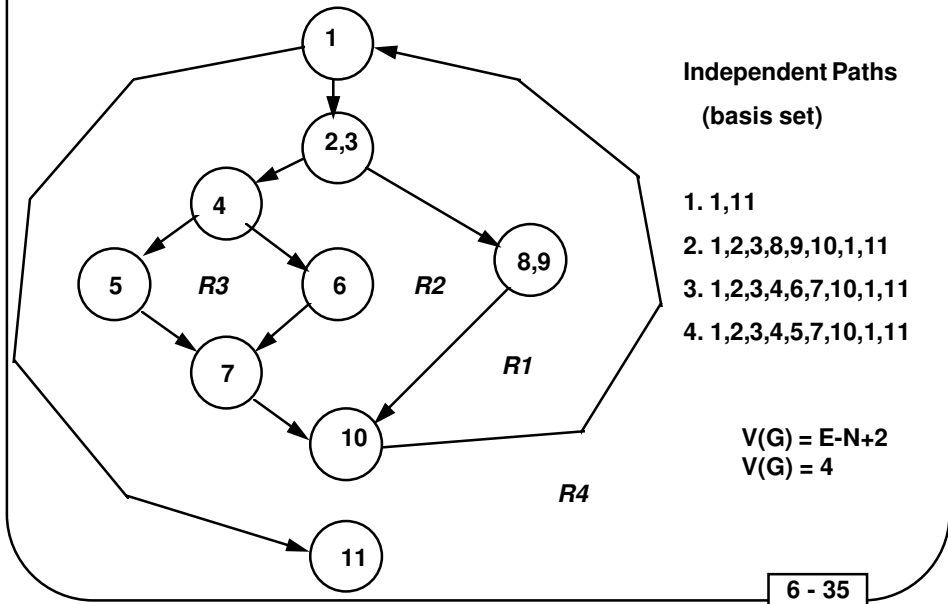 1
2,3
4
5
R3
6
R2
8,9
7
R1
10
R4
11
Independent Paths
(basis set)
1. 1,11
2. 1,2,3,8,9,10,1,11
3. 1,2,3,4,6,7,10,1,11
4. 1,2,3,4,5,7,10,1,11
V(G) = E-N+2
V(G) = 4
6 - 35